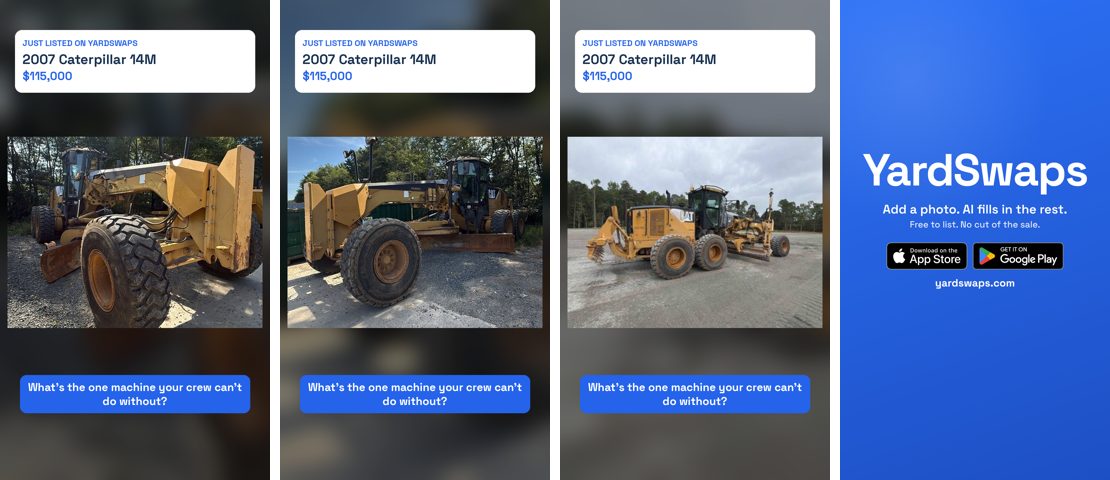 JUST LISTED ON YARDSWAPS
2007 Caterpillar 14M
$115,000
What's the one machine your crew can't
do without?
JUST LISTED ON YARDSWAPS
2007 Caterpillar 14M
$115,000
What's the one machine your crew can't
do without?
JUST LISTED ON YARDSWAPS
2007 Caterpillar 14M
$115,000
CAT
What's the one machine your crew can't
do without?
YardSwaps
Add a photo. AI fills in the rest.
Free to list. No cut of the sale.
Download on the
App Store
GET IT ON
Google Play
yardswaps.com